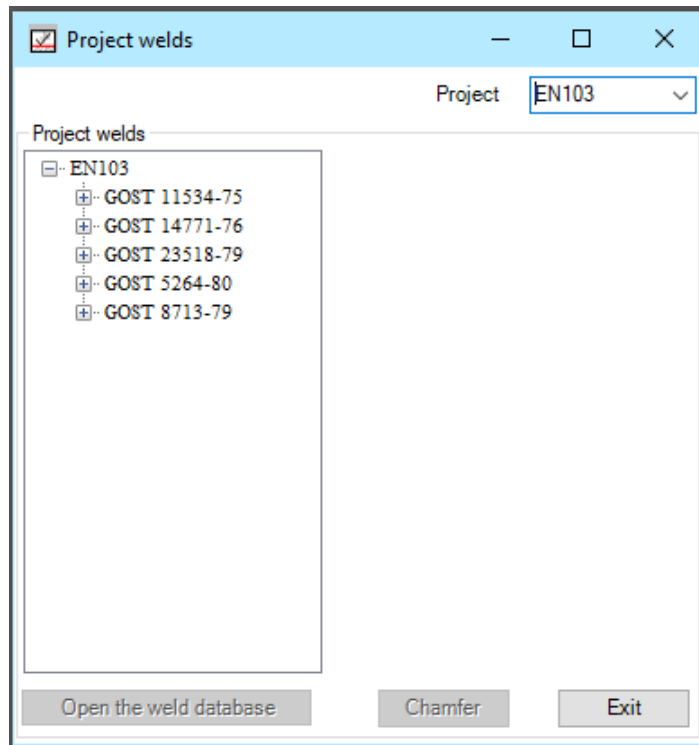 Project welds
Project EN103
Project welds
EN103
GOST 11534-75
GOST 14771-76
GOST 23518-79
GOST 5264-80
GOST 8713-79
Open the weld database Chamfer Exit